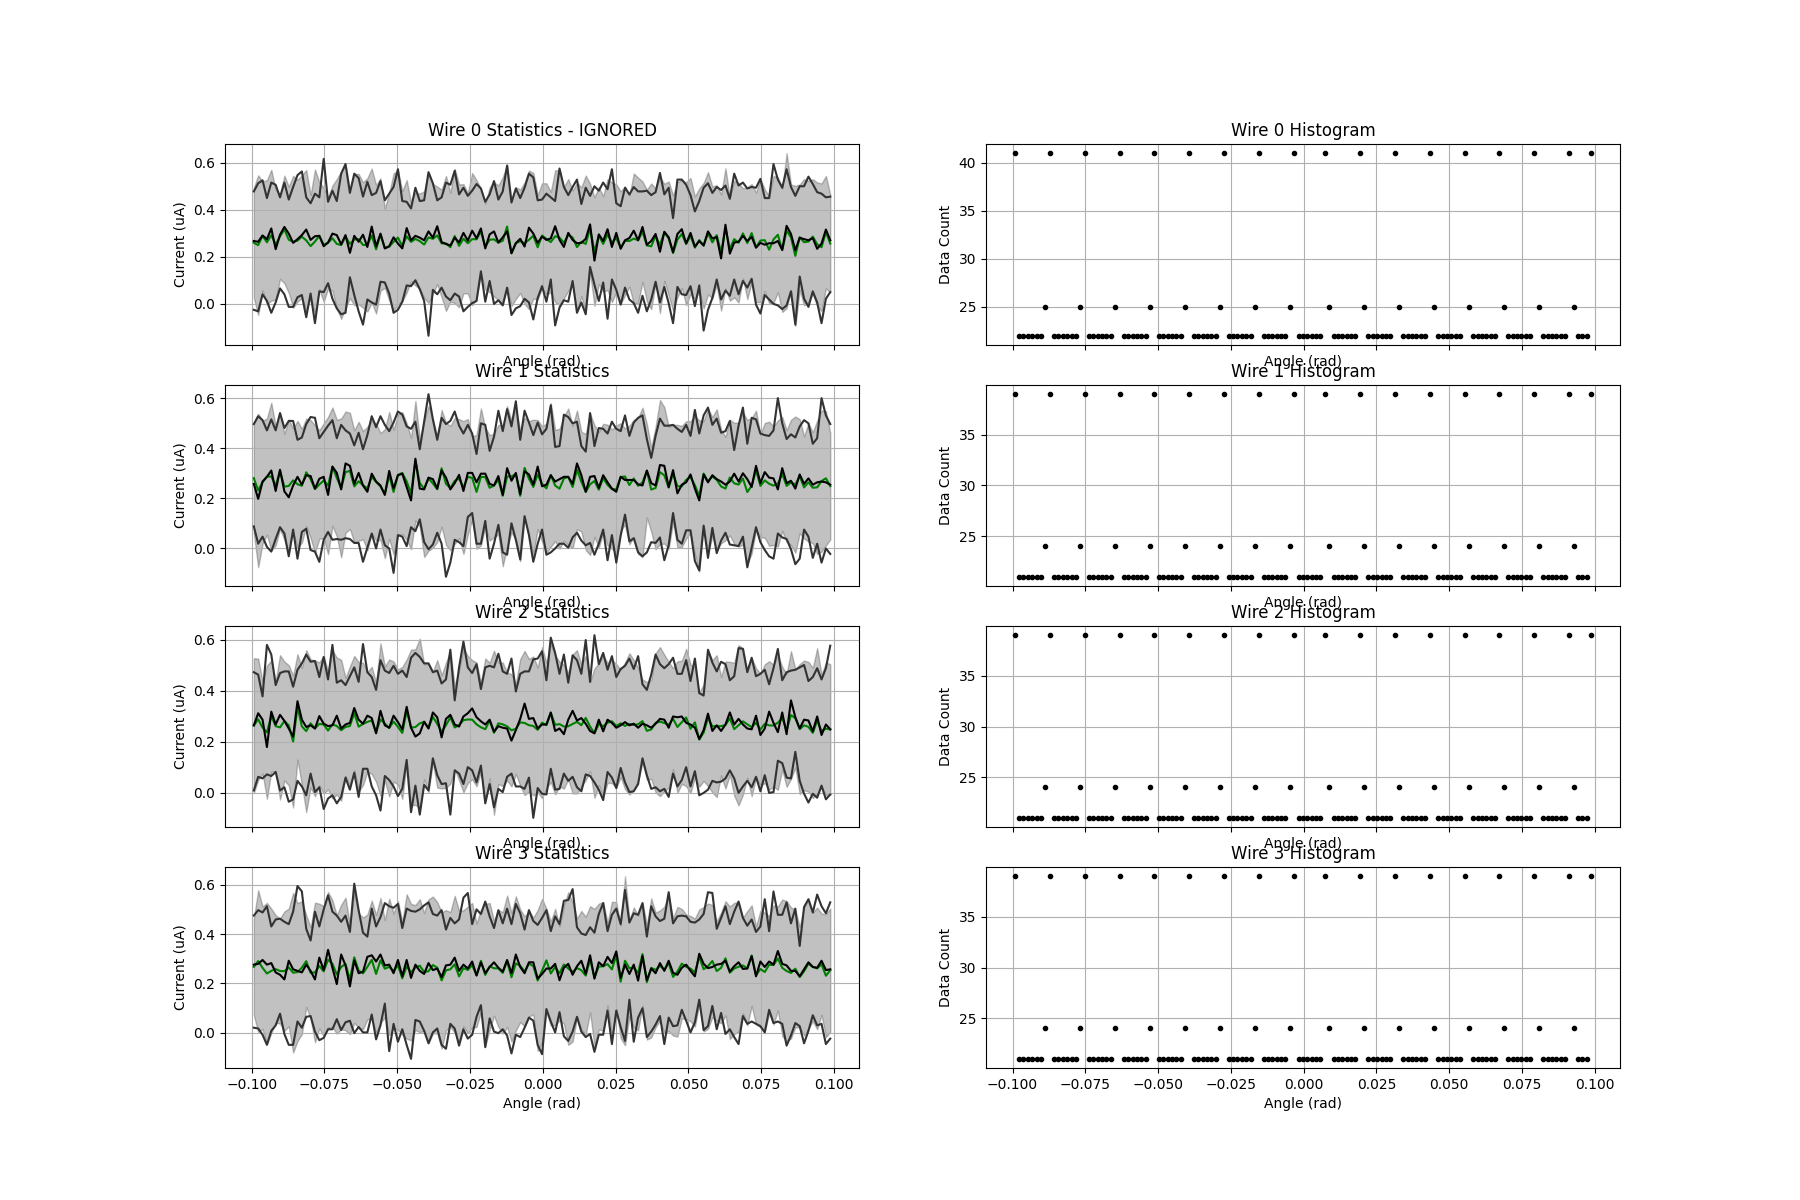 Wire 0 Statistics - IGNORED
Wire 0 Histogram
0.6
0.4
0.2
0.0
Current (uA)
Angle (rad)
40
35
30
25
Data Count
Angle (rad)
Wire 1 Statistics
Wire 1 Histogram
0.6
0.4
0.2
0.0
Current (uA)
Angle (rad)
35
30
25
Data Count
Angle (rad)
Wire 2 Statistics
Wire 2 Histogram
0.6
0.4
0.2
0.0
Current (uA)
Angle (rad)
35
30
25
Data Count
Angle (rad)
Wire 3 Statistics
Wire 3 Histogram
0.6
0.4
0.2
0.0
Current (uA)
−0.100 −0.075 −0.050 −0.025 0.000 0.025 0.050 0.075 0.100
Angle (rad)
35
30
25
Data Count
−0.100 −0.075 −0.050 −0.025 0.000 0.025 0.050 0.075 0.100
Angle (rad)